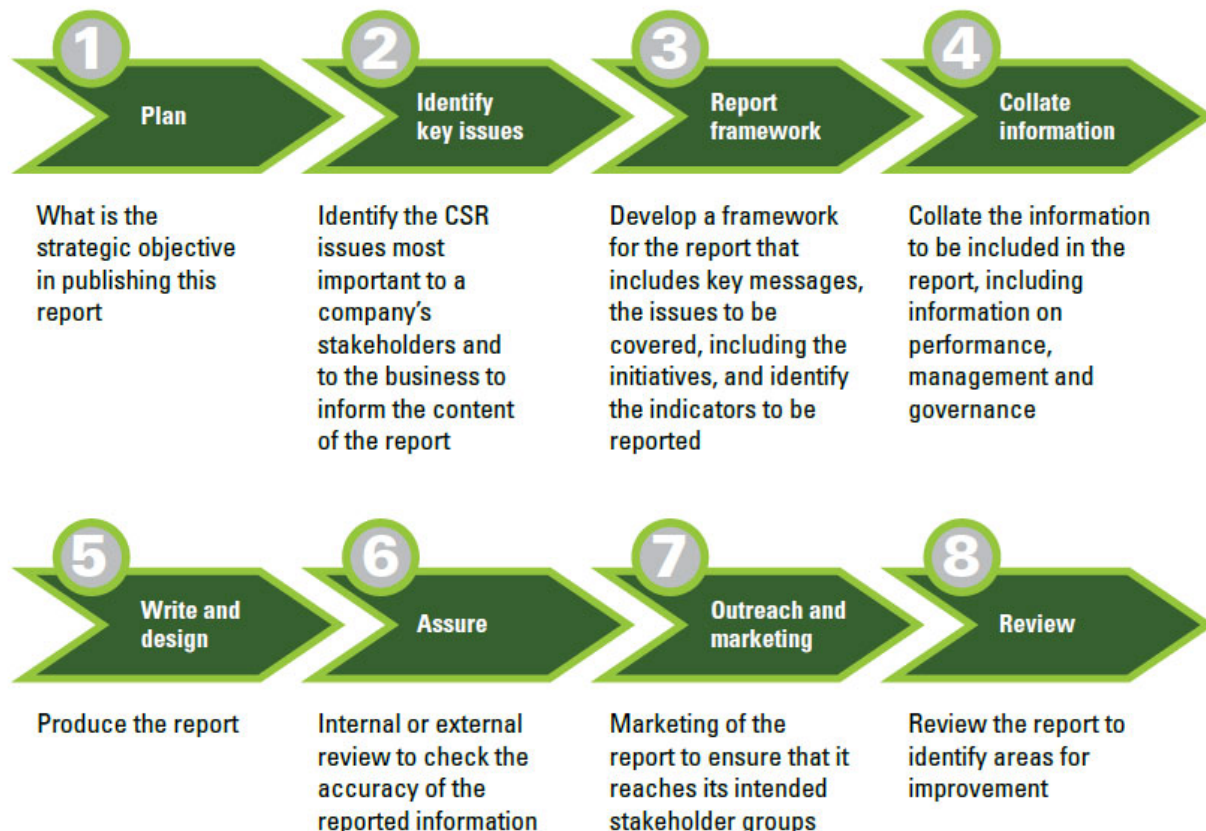 1
Plan
What is the
strategic objective
in publishing this
report
2
Identify
key issues
Identify the CSR
issues most
important to a
company's
stakeholders and
to the business to
inform the content
of the report
3
Report
framework
Develop a framework
for the report that
includes key messages,
the issues to be
covered, including the
initiatives, and identify
the indicators to be
reported
4
Collate
information
Collate the information
to be included in the
report, including
information on
performance,
management and
governance
5
Write and
design
Produce the report
6
Assure
Internal or external
review to check the
accuracy of the
reported information
7
Outreach and
marketing
Marketing of the
report to ensure that it
reaches its intended
stakeholder groups
8
Review
Review the report to
identify areas for
improvement